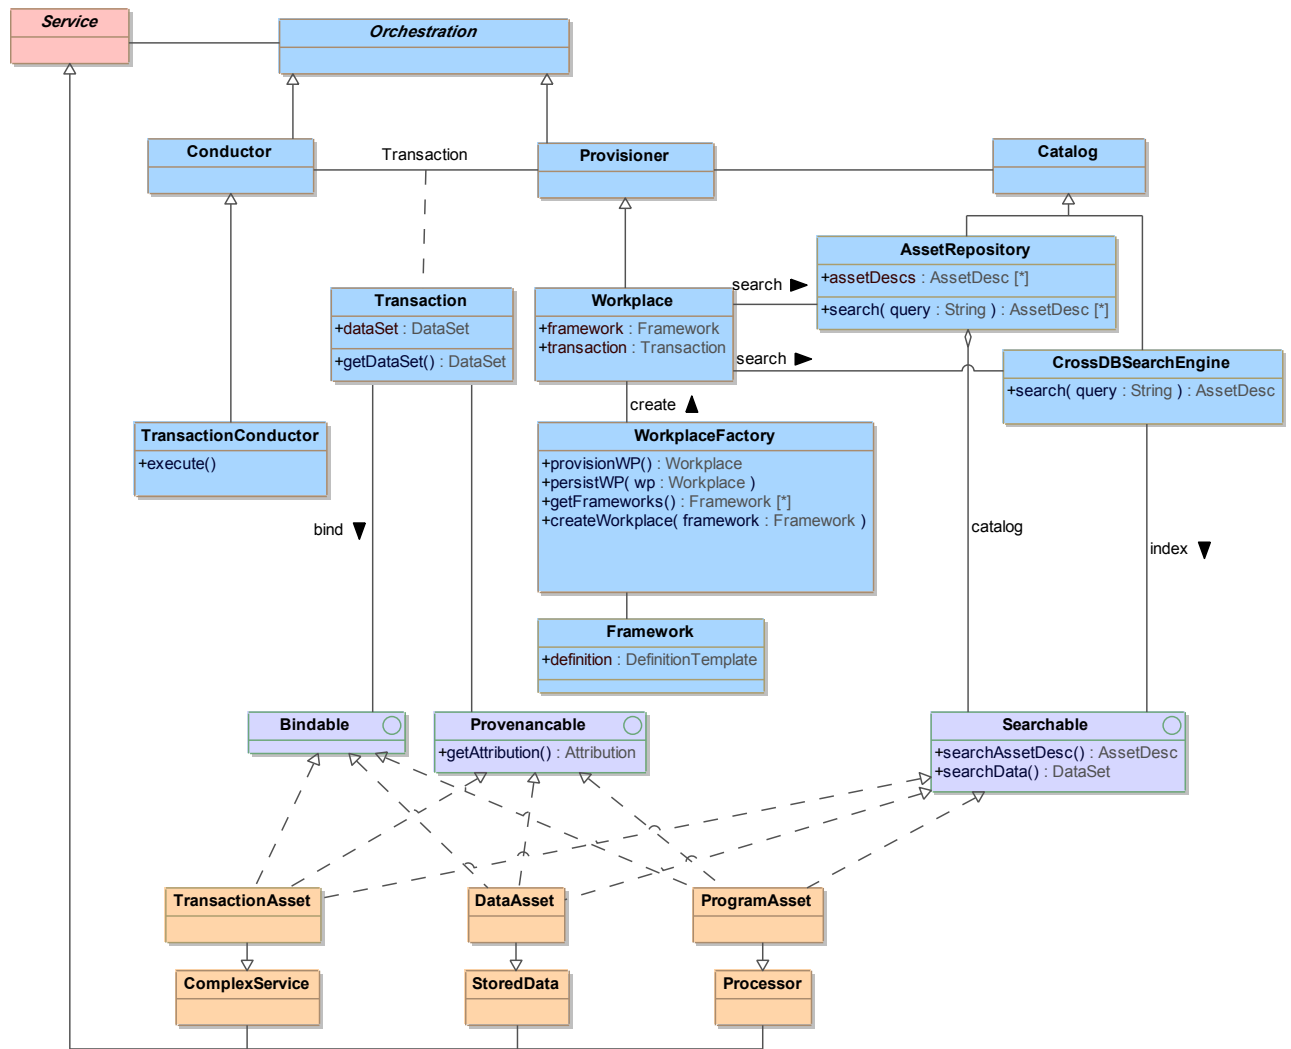 Service
Orchestration
Conductor
Transaction
Provisioner
Catalog
AssetRepository
+assetDescs : AssetDesc [*]
+search( query : String ) : AssetDesc [*]
search
Transaction
+dataSet : DataSet
+getDataSet() : DataSet
Workplace
+framework : Framework
+transaction : Transaction
search
CrossDBSearchEngine
+search( query : String ) : AssetDesc
create
TransactionConductor
+execute()
WorkplaceFactory
+provisionWP() : Workplace
+persistWP( wp : Workplace )
+getFrameworks() : Framework [*]
+createWorkplace( framework : Framework )
bind
catalog
index
Framework
+definition : DefinitionTemplate
Bindable
Provenancable
+getAttribution() : Attribution
Searchable
+searchAssetDesc() : AssetDesc
+searchData() : DataSet
TransactionAsset
DataAsset
ProgramAsset
ComplexService
StoredData
Processor